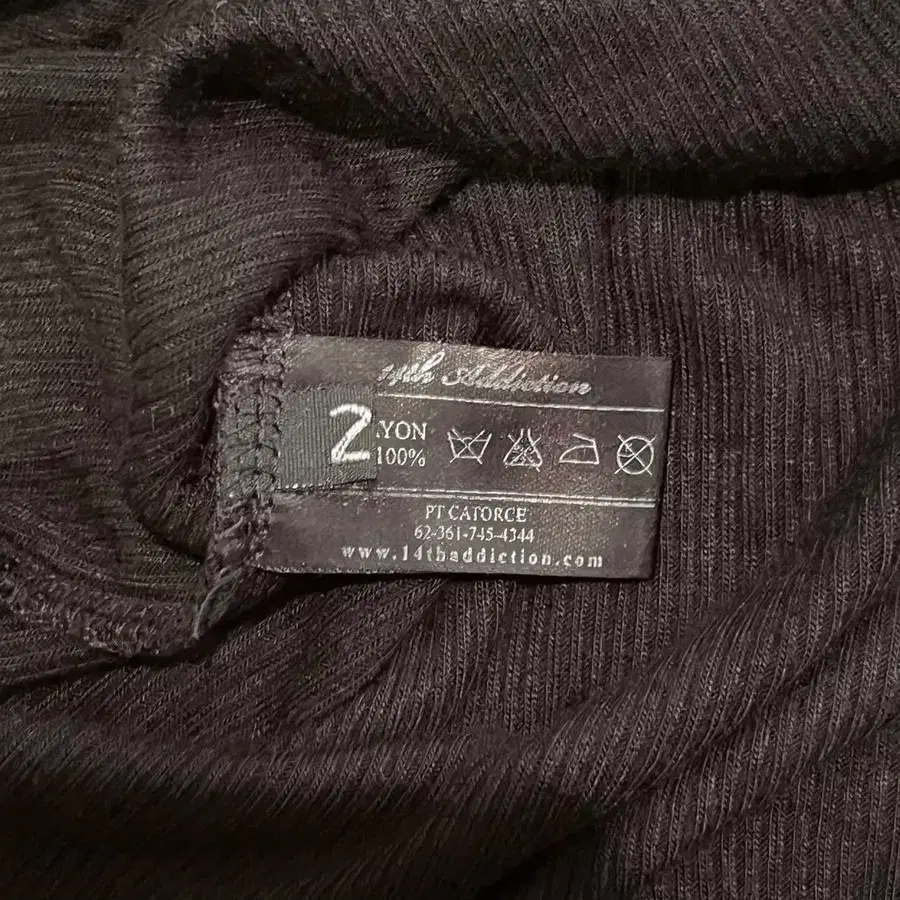 14th Addiction
2
YON
100%
PT CATORCE
62-361-745-4344
www.14thaddiction.com